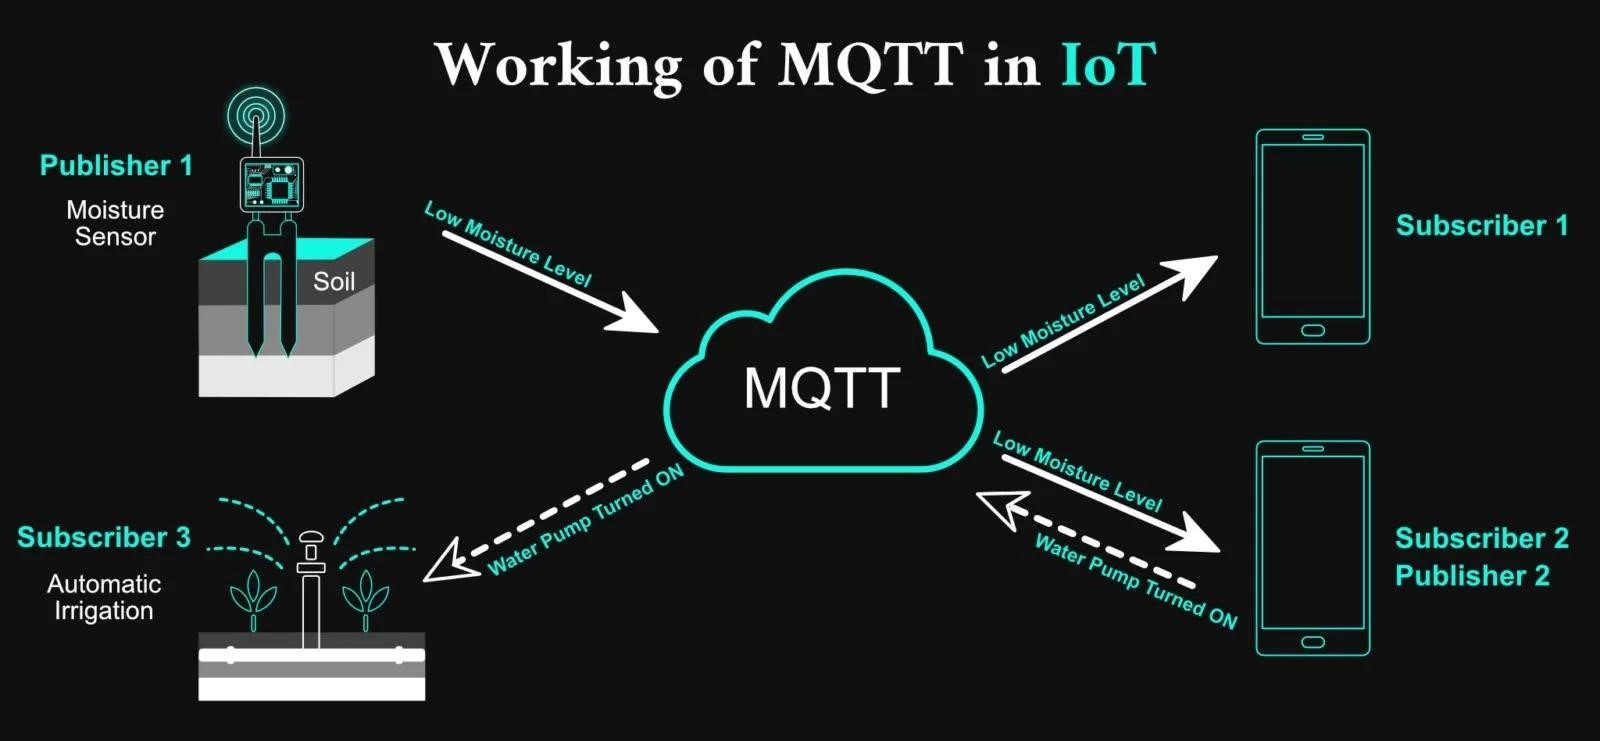 Working of MQTT in IoT
Publisher 1
Moisture
Sensor
Soil
Low Moisture Level
MQTT
Low Moisture Level
Subscriber 1
Low Moisture Level
Water Pump Turned ON
Subscriber 2
Publisher 2
Water Pump Turned ON
Subscriber 3
Automatic
Irrigation